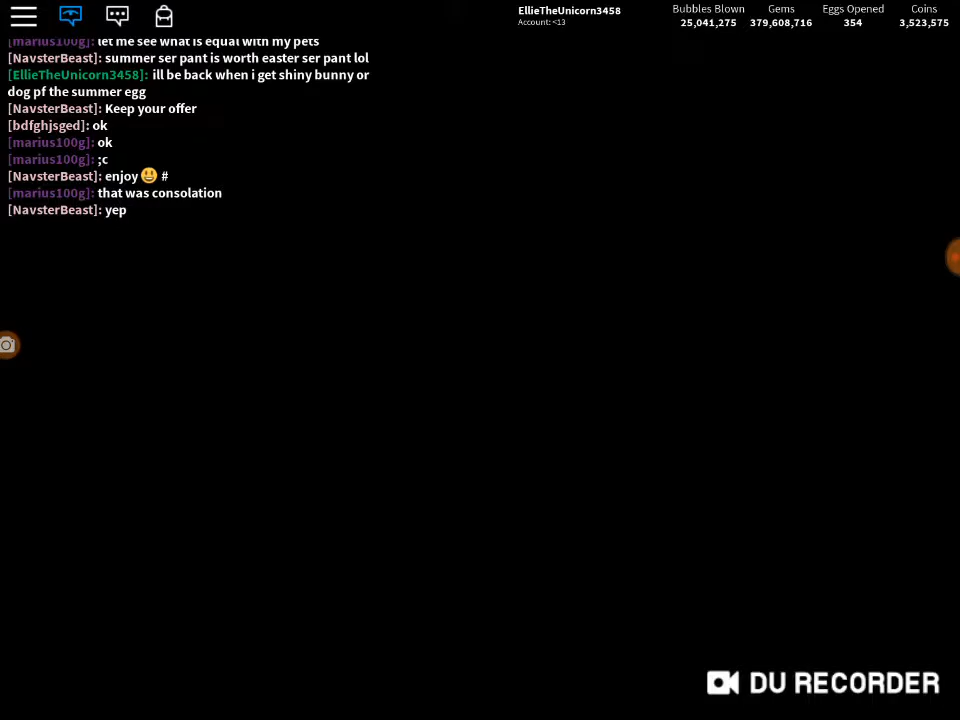 EllieTheUnicorn3458
Account: <13
Bubbles Blown Gems Eggs Opened Coins
25,041,275 379,608,716 354 3,523,575
[marius100g]: let me see what is equal with my pets
[NavsterBeast]: summer ser pant is worth easter ser pant lol
[EllieTheUnicorn3458]: ill be back when i get shiny bunny or
dog pf the summer egg
[NavsterBeast]: Keep your offer
[bdfghjsged]: ok
[marius100g]: ok
[marius100g]: ;c
[NavsterBeast]: enjoy 😃 #
[marius100g]: that was consolation
[NavsterBeast]: yep
DU RECORDER